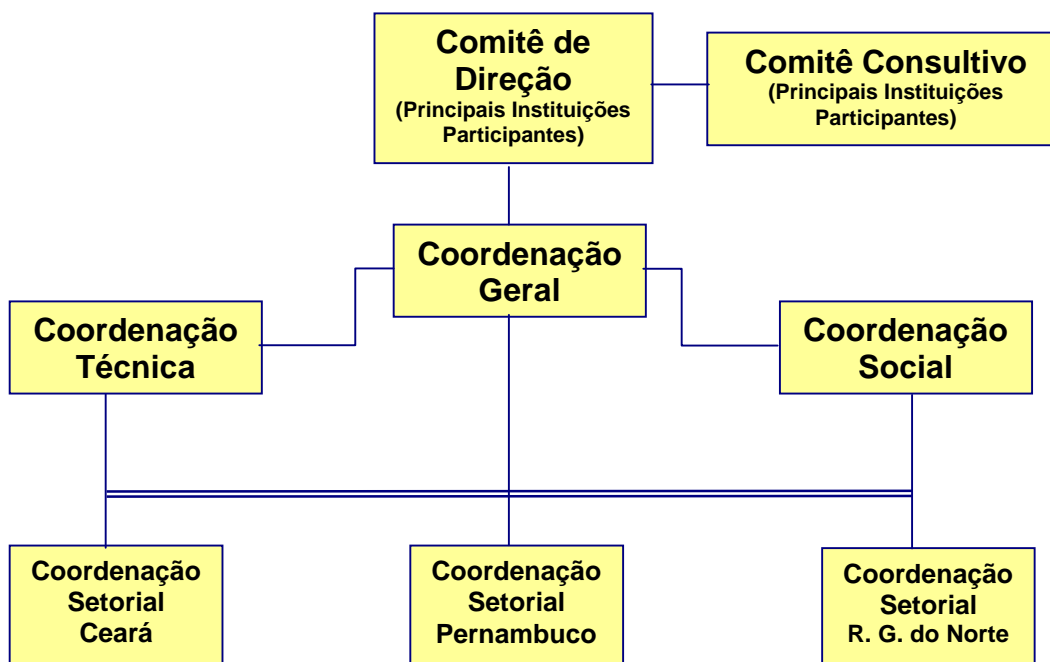 Comitê de
Direção
(Principais Instituições
Participantes)
Comitê Consultivo
(Principais Instituições
Participantes)
Coordenação
Geral
Coordenação
Técnica
Coordenação
Social
Coordenação
Setorial
Ceará
Coordenação
Setorial
Pernambuco
Coordenação
Setorial
R. G. do Norte